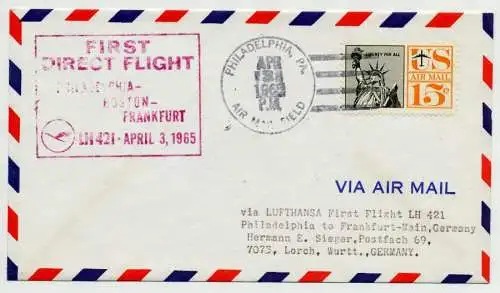 FIRST
DIRECT FLIGHT
PHILADELPHIA-
BOSTON-
FRANKFURT
LH 421 - APRIL 3, 1965
PHILADELPHIA, PA.
APR
1965
P.M.
AIR MAIL FIELD
LIBERTY FOR ALL
US
AIR MAIL
15¢
VIA AIR MAIL
via LUFTHANSA First Flight LH 421
Philadelphia to Frankfurt-Main,Germany
Hermann E. Sieger,Postfach 69,
7073, Lorch, Wurtt.,GERMANY.